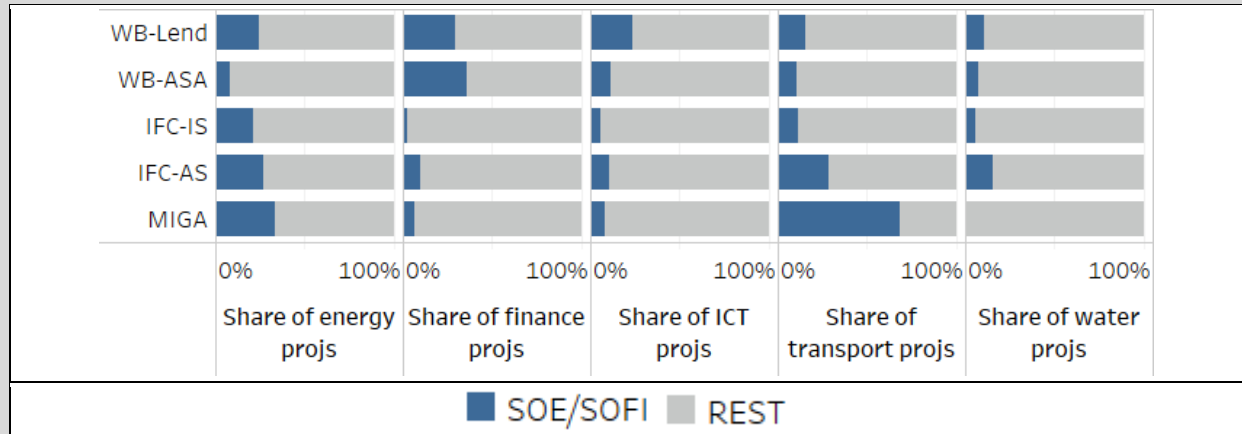 WB-Lend
WB-ASA
IFC-IS
IFC-AS
MIGA
0% 100% 0% 100% 0% 100% 0% 100% 0% 100%
Share of energy projs
Share of finance projs
Share of ICT projs
Share of transport projs
Share of water projs
SOE/SOFI REST